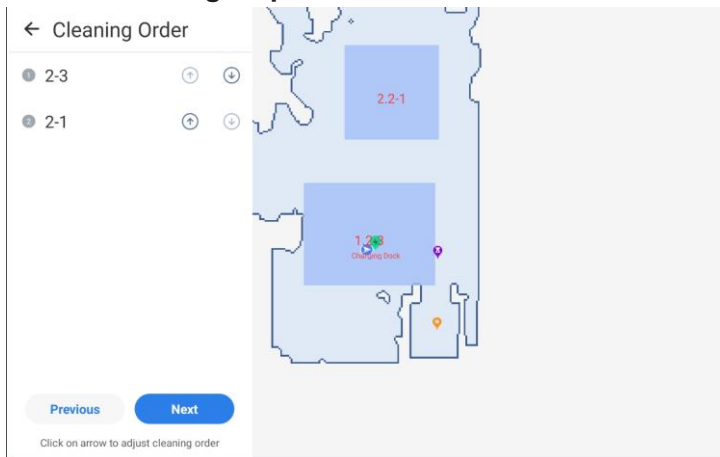 ← Cleaning Order
1 2-3
2 2-1
Previous
Next
Click on arrow to adjust cleaning order
2.2-1
1.2-3
Charging Dock